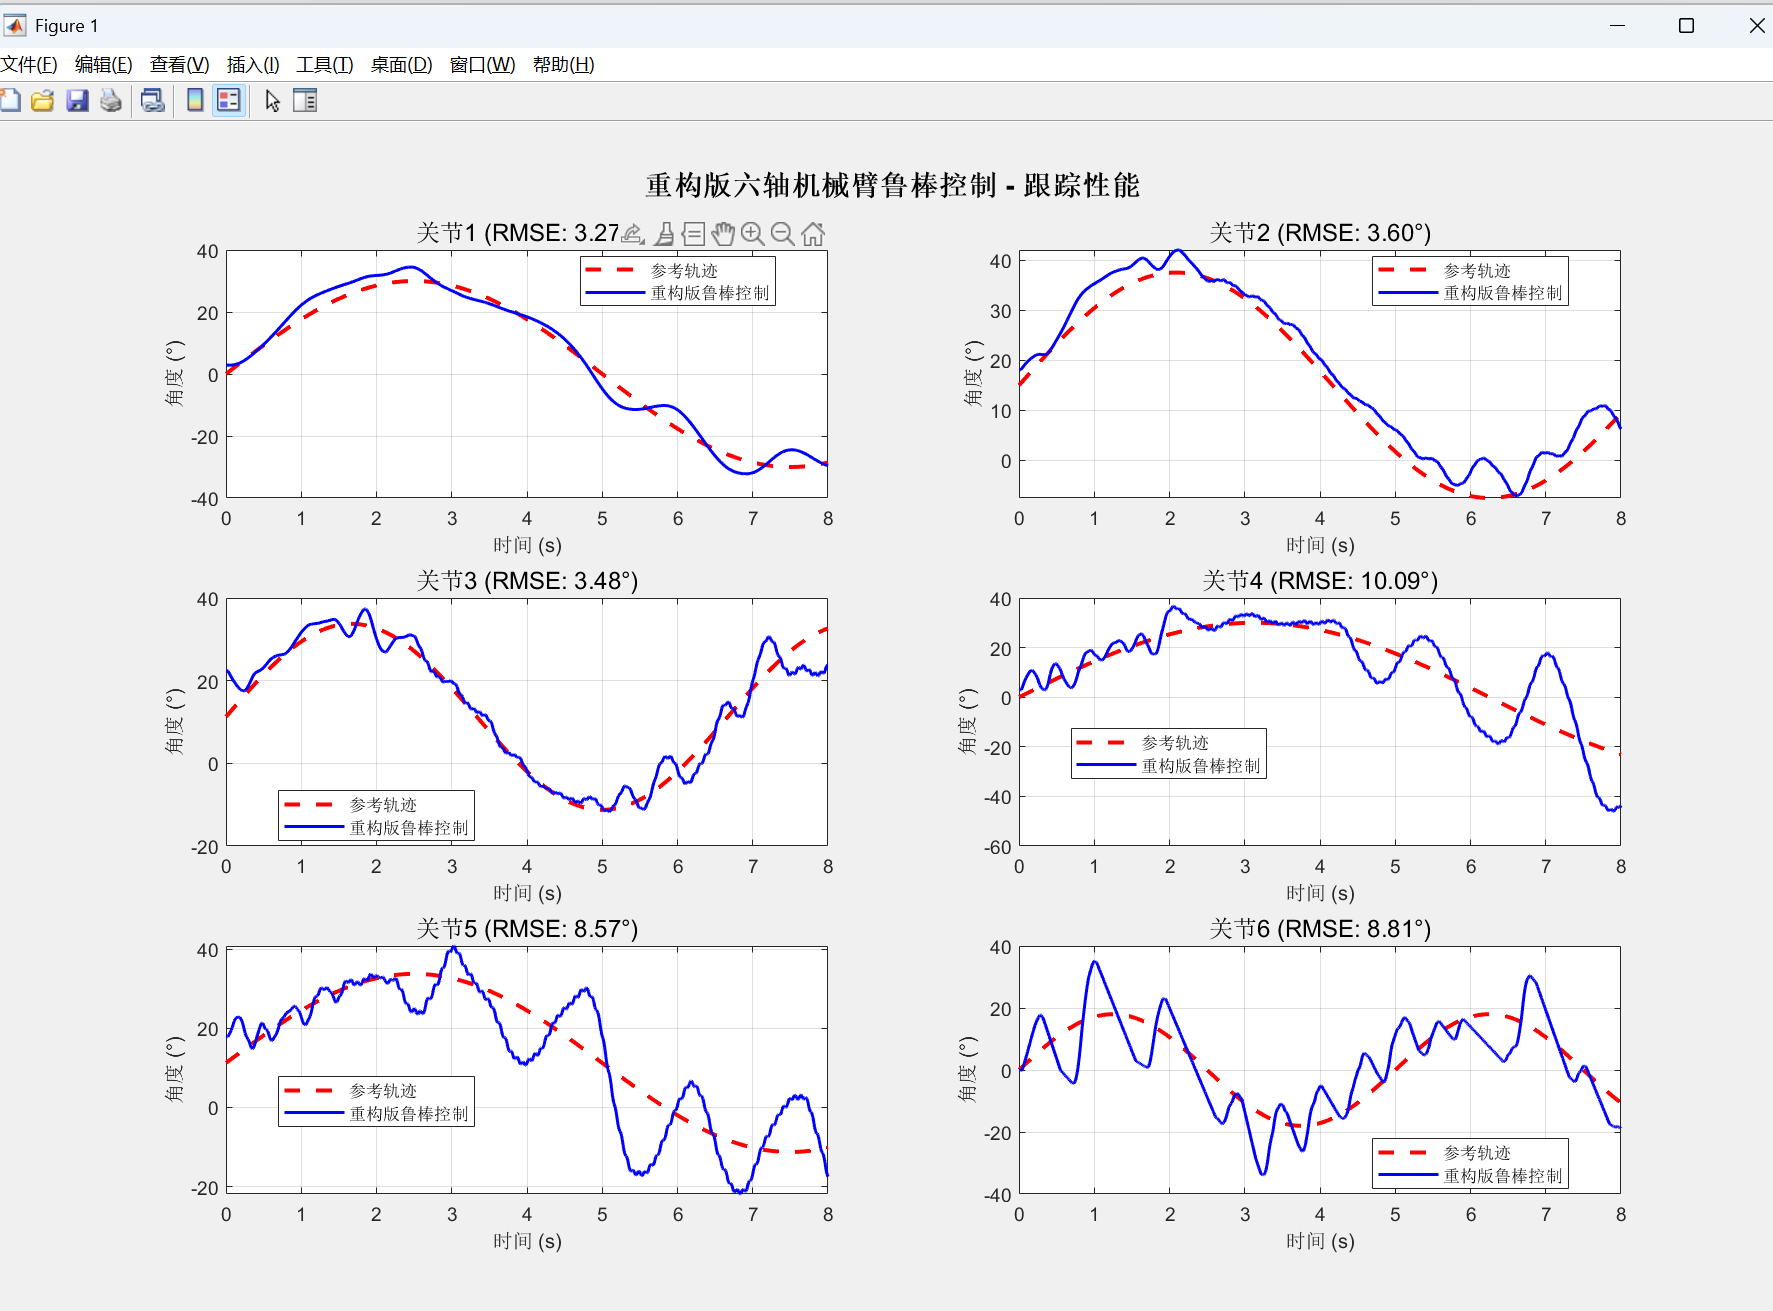 Figure 1
文件(F) 编辑(E) 查看(V) 插入(I) 工具(T) 桌面(D) 窗口(W) 帮助(H)
重构版六轴机械臂鲁棒控制 - 跟踪性能
关节1 (RMSE: 3.27
40
20
0
-20
-40
角度 (°)
参考轨迹
重构版鲁棒控制
0 1 2 3 4 5 6 7 8
时间 (s)
关节2 (RMSE: 3.60°)
40
30
20
10
0
角度 (°)
参考轨迹
重构版鲁棒控制
0 1 2 3 4 5 6 7 8
时间 (s)
关节3 (RMSE: 3.48°)
40
20
0
-20
角度 (°)
参考轨迹
重构版鲁棒控制
0 1 2 3 4 5 6 7 8
时间 (s)
关节4 (RMSE: 10.09°)
40
20
0
-20
-40
-60
角度 (°)
参考轨迹
重构版鲁棒控制
0 1 2 3 4 5 6 7 8
时间 (s)
关节5 (RMSE: 8.57°)
40
20
0
-20
角度 (°)
参考轨迹
重构版鲁棒控制
0 1 2 3 4 5 6 7 8
时间 (s)
关节6 (RMSE: 8.81°)
40
20
0
-20
-40
角度 (°)
参考轨迹
重构版鲁棒控制
0 1 2 3 4 5 6 7 8
时间 (s)